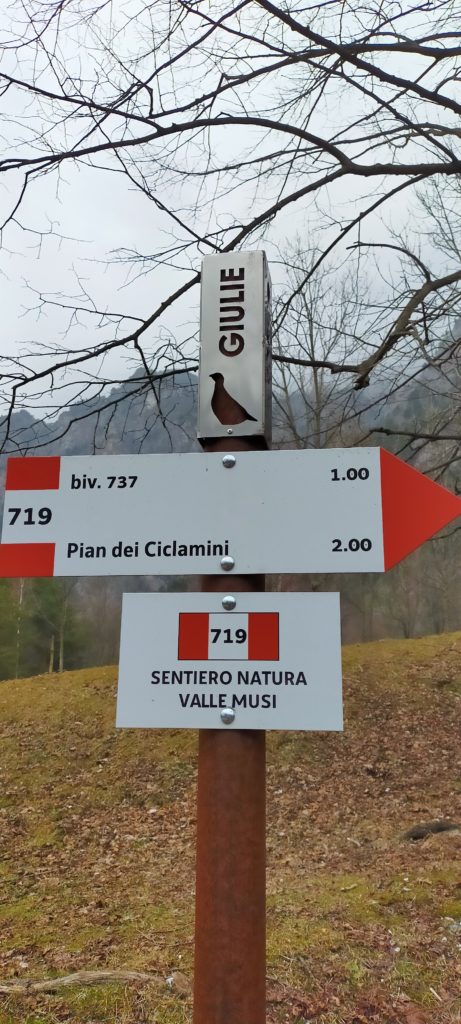 GIULIE
biv. 737 1.00
719
Pian dei Ciclamini 2.00
719
SENTIERO NATURA
VALLE MUSI